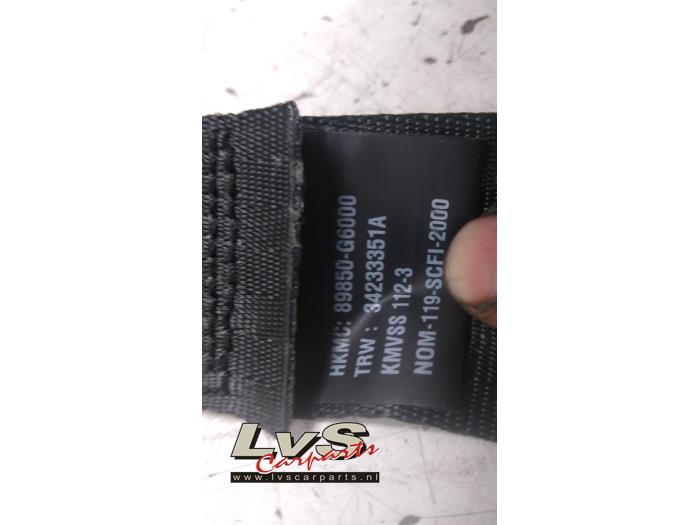 HKMC: 89850-G6000
TRW : 34233351A
KMVSS 112-3
NOM-119-SCFI-2000
LvS
Carparts
www.lvscarparts.nl